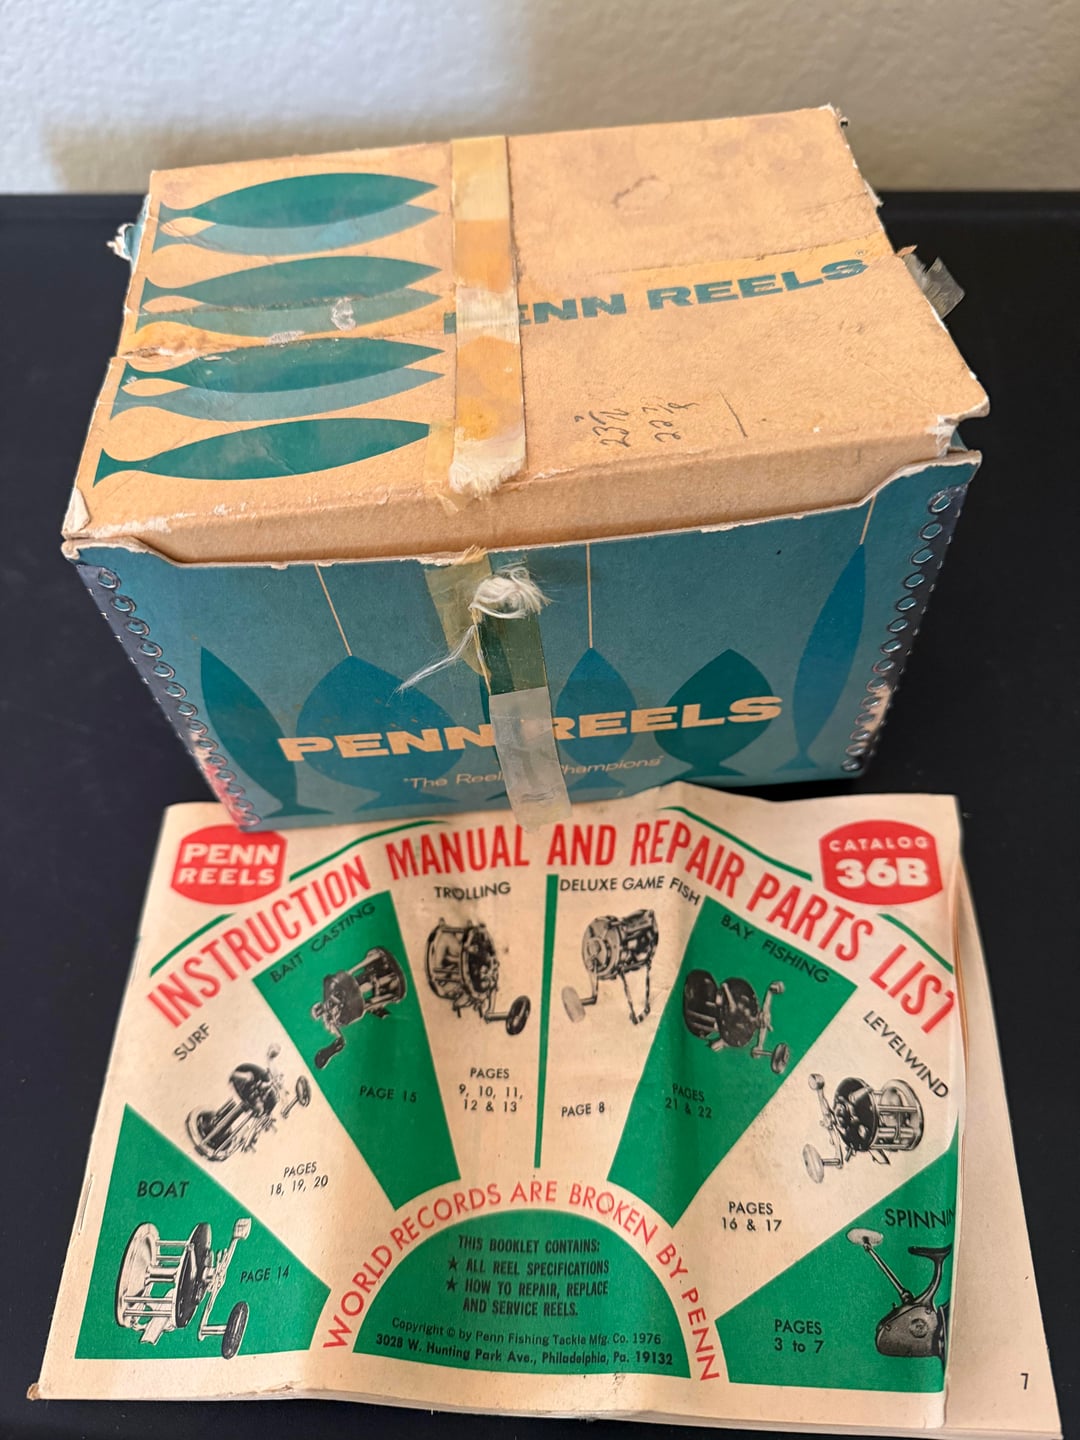 PENN REELS®
PENN REELS
"The Reel Champions"
PENN
REELS
INSTRUCTION MANUAL AND REPAIR PARTS LIST
CATALOG
36B
BOAT
PAGE 14
SURF
PAGES
18, 19, 20
BAIT CASTING
PAGE 15
TROLLING
PAGES
9, 10, 11,
12 & 13
DELUXE GAME FISH
PAGE 8
BAY FISHING
PAGES
21 & 22
LEVELWIND
PAGES
16 & 17
SPINNIN
PAGES
3 to 7
WORLD RECORDS ARE BROKEN BY PENN
THIS BOOKLET CONTAINS:
★ ALL REEL SPECIFICATIONS
★ HOW TO REPAIR, REPLACE
AND SERVICE REELS.
Copyright © by Penn Fishing Tackle Mfg. Co. 1976
3028 W. Hunting Park Ave., Philadelphia, Pa. 19132
7